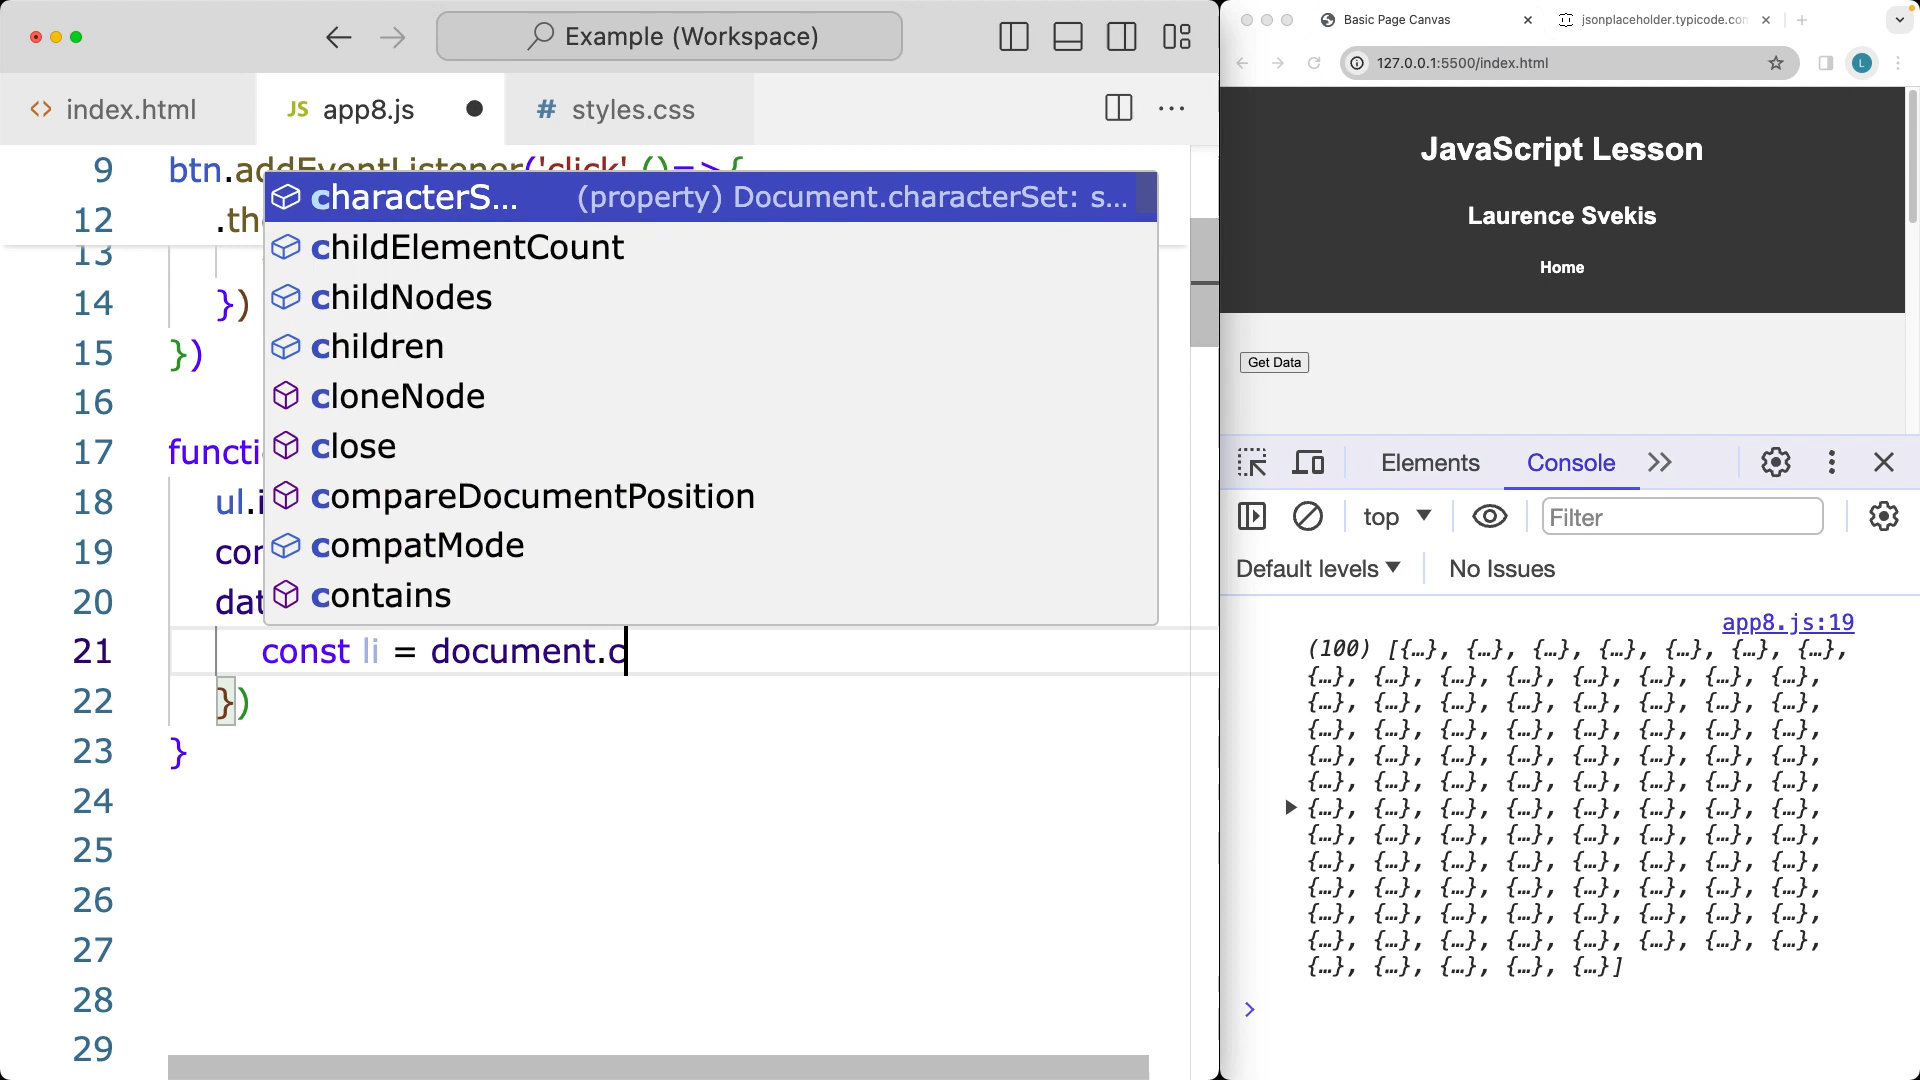 Example (Workspace)
index.html
JS app8.js
# styles.css
9 btn.addEventListener('click',()=>{
12 .the
13
14 })
15 })
16
17 functi
18 ul.i
19 con
20 dat
21 const li = document.c
22 })
23 }
24
25
26
27
28
29
characterS... (property) Document.characterSet: s...
childElementCount
childNodes
children
cloneNode
close
compareDocumentPosition
compatMode
contains
Basic Page Canvas
jsonplaceholder.typicode.con
127.0.0.1:5500/index.html
L
JavaScript Lesson
Laurence Svekis
Home
Get Data
Elements Console
top Filter
Default levels No Issues
app8.js:19
(100) [{…}, {…}, {…}, {…}, {…}, {…}, {…},
{…}, {…}, {…}, {…}, {…}, {…}, {…}, {…},
{…}, {…}, {…}, {…}, {…}, {…}, {…}, {…},
{…}, {…}, {…}, {…}, {…}, {…}, {…}, {…},
{…}, {…}, {…}, {…}, {…}, {…}, {…}, {…},
{…}, {…}, {…}, {…}, {…}, {…}, {…}, {…},
{…}, {…}, {…}, {…}, {…}, {…}, {…}, {…},
{…}, {…}, {…}, {…}, {…}, {…}, {…}, {…},
{…}, {…}, {…}, {…}, {…}, {…}, {…}, {…},
{…}, {…}, {…}, {…}, {…}, {…}, {…}, {…},
{…}, {…}, {…}, {…}, {…}, {…}, {…}, {…},
{…}, {…}, {…}, {…}, {…}, {…}, {…}, {…},
{…}, {…}, {…}, {…}, {…}]